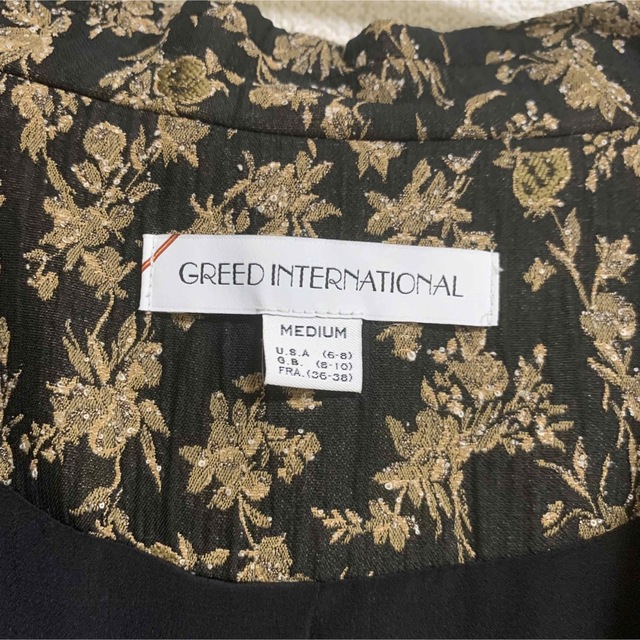 GREED INTERNATIONAL
MEDIUM
U.S.A (6-8)
G.B. (8-10)
FRA.(36-38)